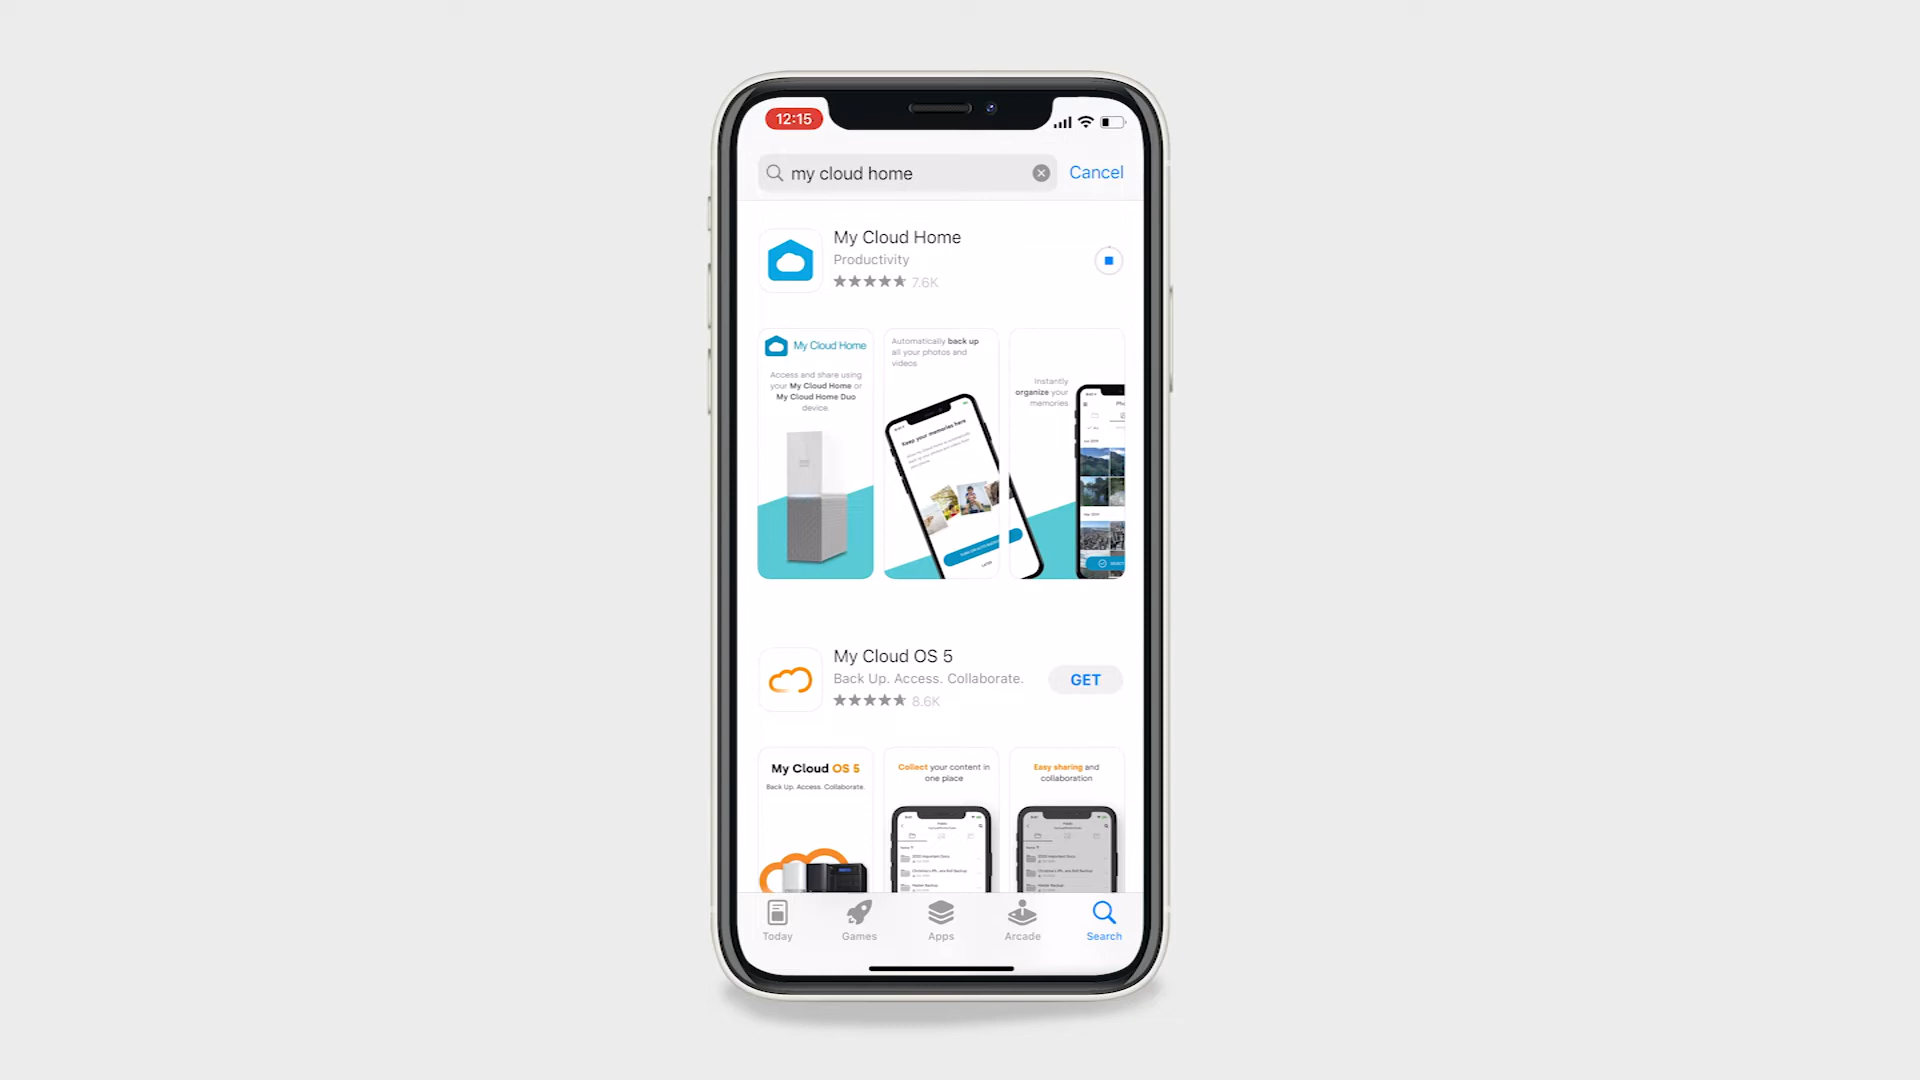 12:15
my cloud home
Cancel
My Cloud Home
Productivity
7.6K
My Cloud Home
Access and share using
your My Cloud Home or
My Cloud Home Duo
device.
Automatically back up
all your photos and
videos
Keep your memories here
Instantly
organize your
memories
My Cloud OS 5
Back Up. Access. Collaborate.
8.6K
GET
My Cloud OS 5
Back Up. Access. Collaborate.
Collect your content in
one place
Easy sharing and
collaboration
Today
Games
Apps
Arcade
Search